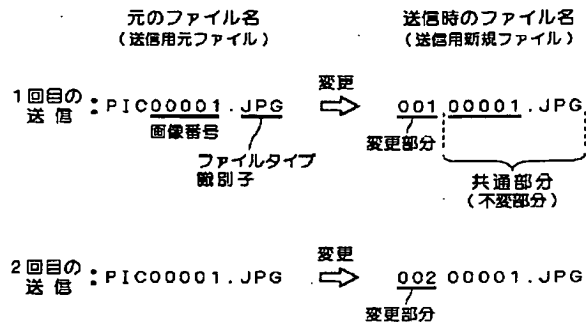 元のファイル名
(送信用元ファイル)
送信時のファイル名
(送信用新規ファイル)
1回目の
送信
:PIC00001.JPG
変更
00100001.JPG
画像番号
ファイルタイプ
識別子
変更部分
共通部分
(不変部分)
2回目の
送信
:PIC00001.JPG
変更
00200001.JPG
変更部分